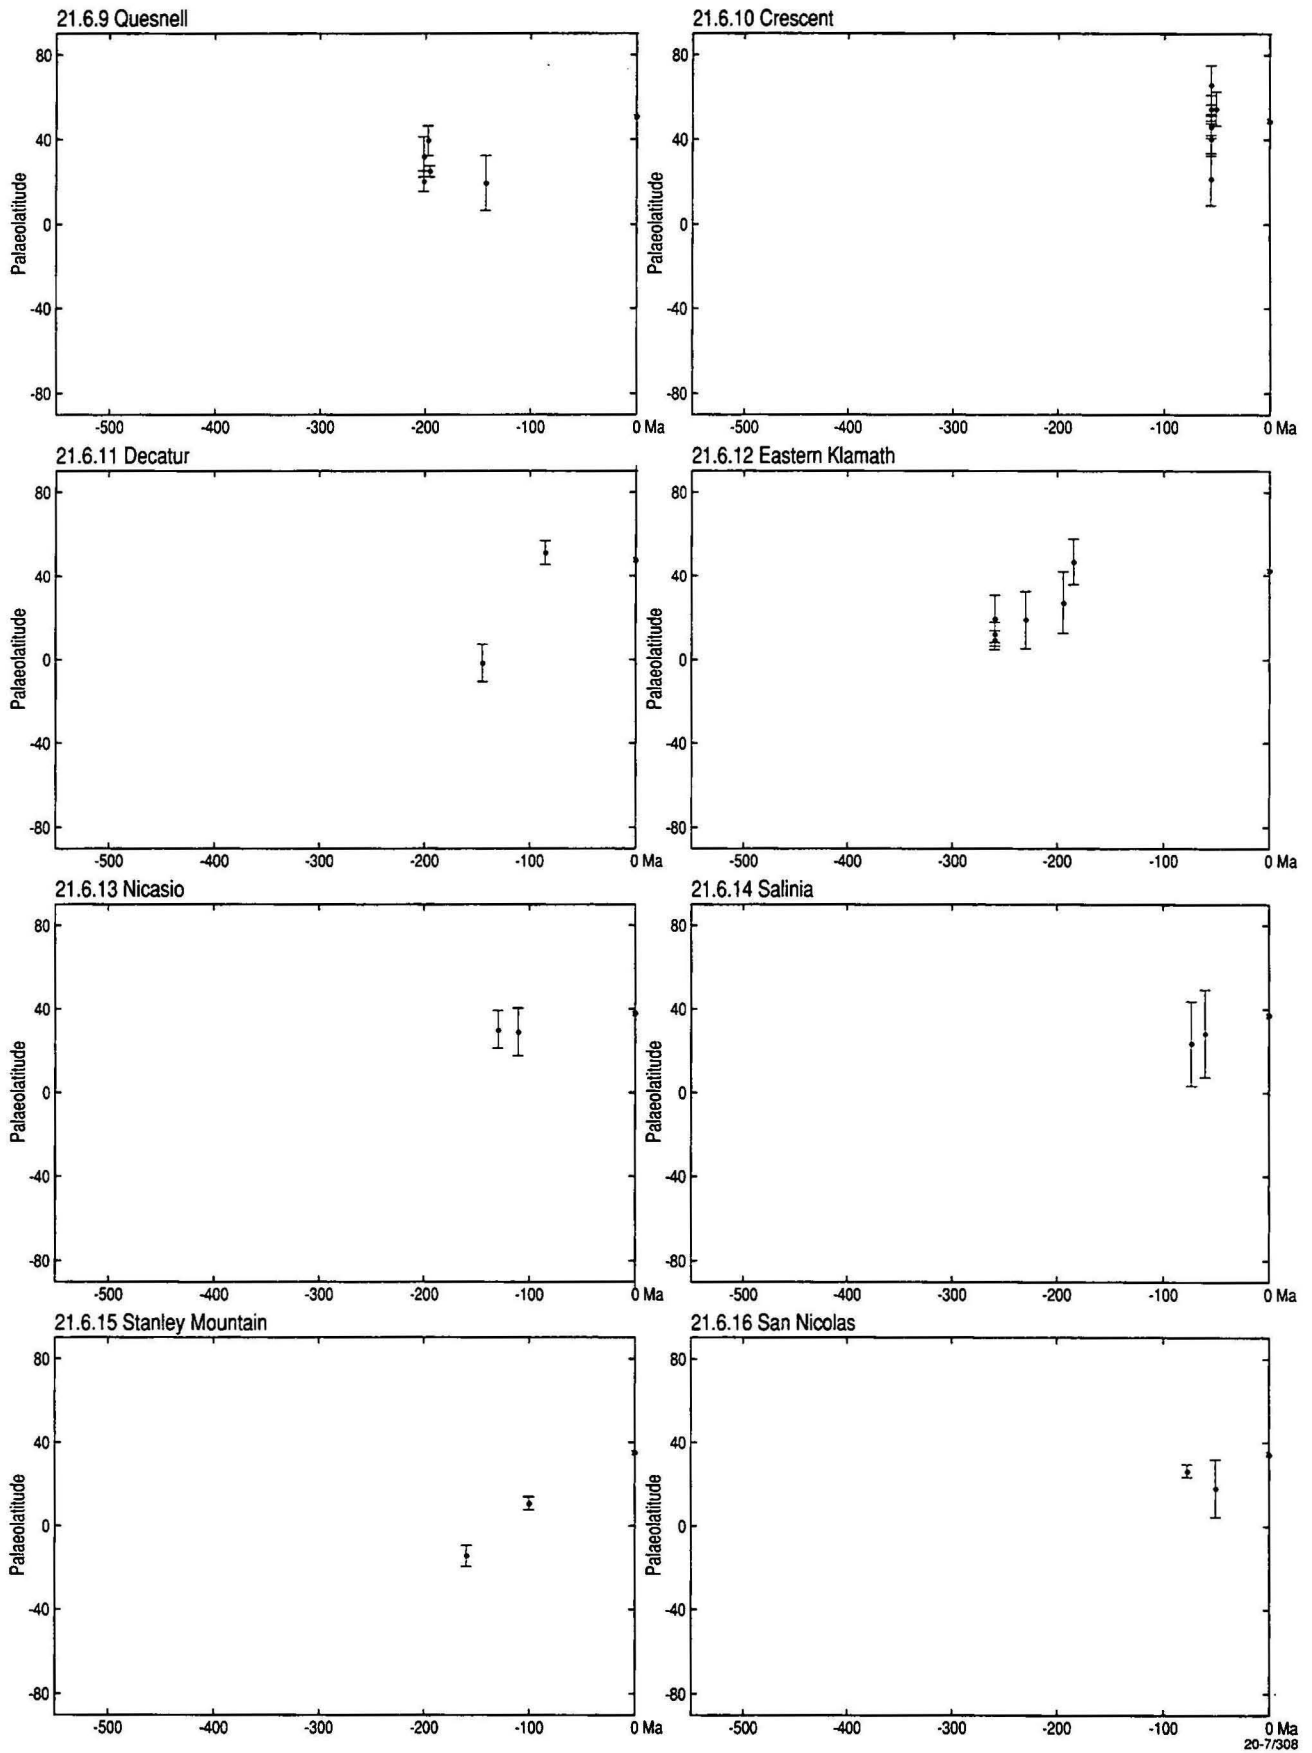 21.6.9 Quesnell
80
40
0
-40
-80
Palaeolatitude
-500 -400 -300 -200 -100 0 Ma
21.6.10 Crescent
80
40
0
-40
-80
Palaeolatitude
-500 -400 -300 -200 -100 0 Ma
21.6.11 Decatur
80
40
0
-40
-80
Palaeolatitude
-500 -400 -300 -200 -100 0 Ma
21.6.12 Eastern Klamath
80
40
0
-40
-80
Palaeolatitude
-500 -400 -300 -200 -100 0 Ma
21.6.13 Nicasio
80
40
0
-40
-80
Palaeolatitude
-500 -400 -300 -200 -100 0 Ma
21.6.14 Salinia
80
40
0
-40
-80
Palaeolatitude
-500 -400 -300 -200 -100 0 Ma
21.6.15 Stanley Mountain
80
40
0
-40
-80
Palaeolatitude
-500 -400 -300 -200 -100 0 Ma
21.6.16 San Nicolas
80
40
0
-40
-80
Palaeolatitude
-500 -400 -300 -200 -100 0 Ma
20-7/308